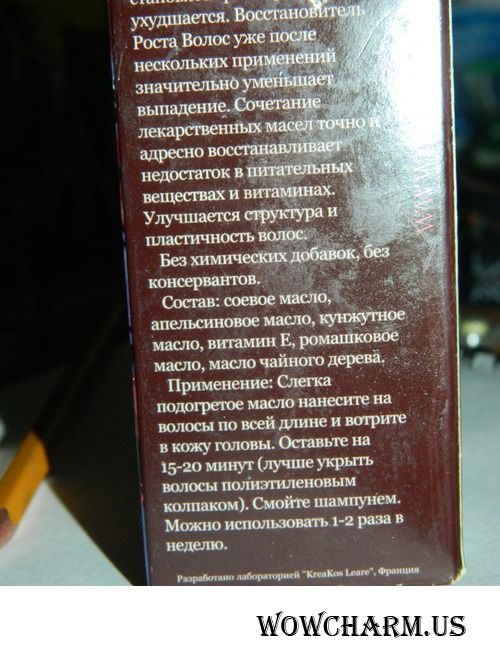 ухудшается. Восстановитель
Роста Волос уже после
нескольких применений
значительно уменьшает
выпадение. Сочетание
лекарственных масел точно и
адресно восстанавливает
недостаток в питательных
веществах и витаминах.
Улучшается структура и
пластичность волос.
Без химических добавок, без
консервантов.
Состав: соевое масло,
апельсиновое масло, кунжутное
масло, витамин Е, ромашковое
масло, масло чайного дерева.
Применение: Слегка
подогретое масло нанесите на
волосы по всей длине и вотрите
в кожу головы. Оставьте на
15-20 минут (лучше укрыть
волосы полиэтиленовым
колпаком). Смойте шампунем.
Можно использовать 1-2 раза в
неделю.
Разработано лабораторией "KreaKos Leare", Франция
WOWCHARM.US